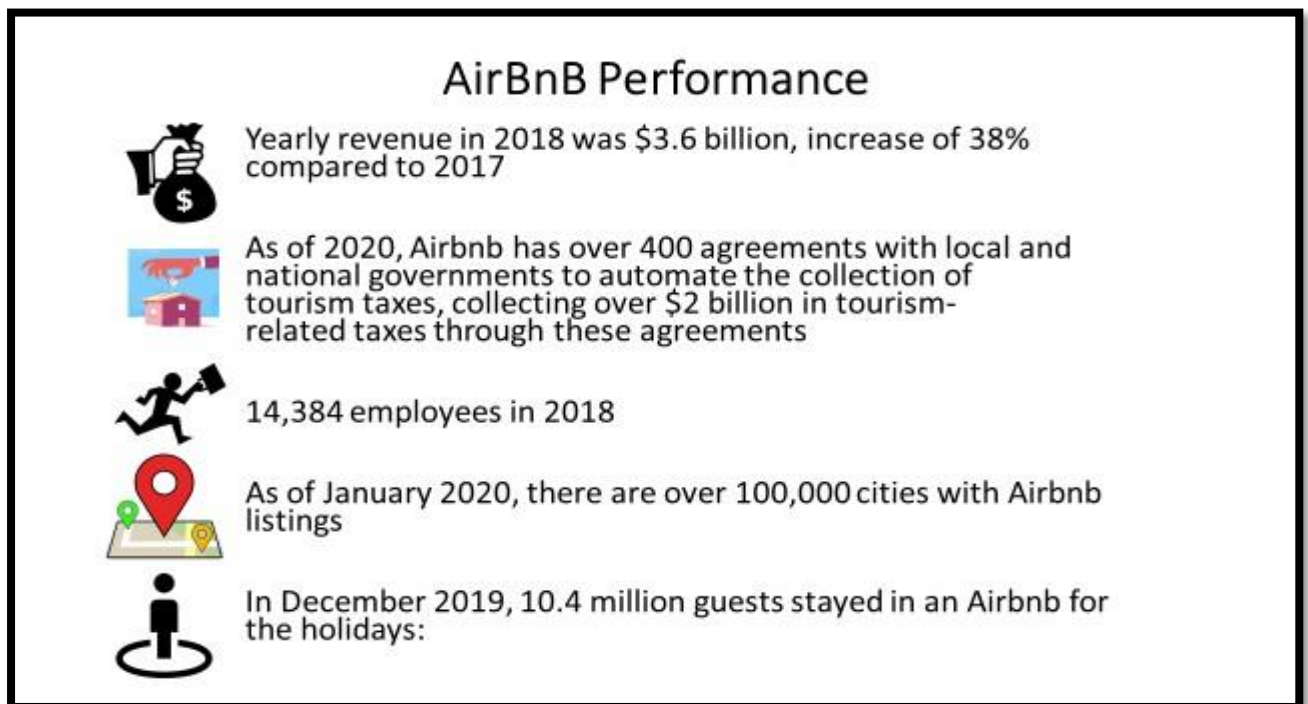 AirBnB Performance
Yearly revenue in 2018 was $3.6 billion, increase of 38%
compared to 2017
$
As of 2020, Airbnb has over 400 agreements with local and
national governments to automate the collection of
tourism taxes, collecting over $2 billion in tourism-
related taxes through these agreements
14,384 employees in 2018
As of January 2020, there are over 100,000 cities with Airbnb
listings
In December 2019, 10.4 million guests stayed in an Airbnb for
the holidays: